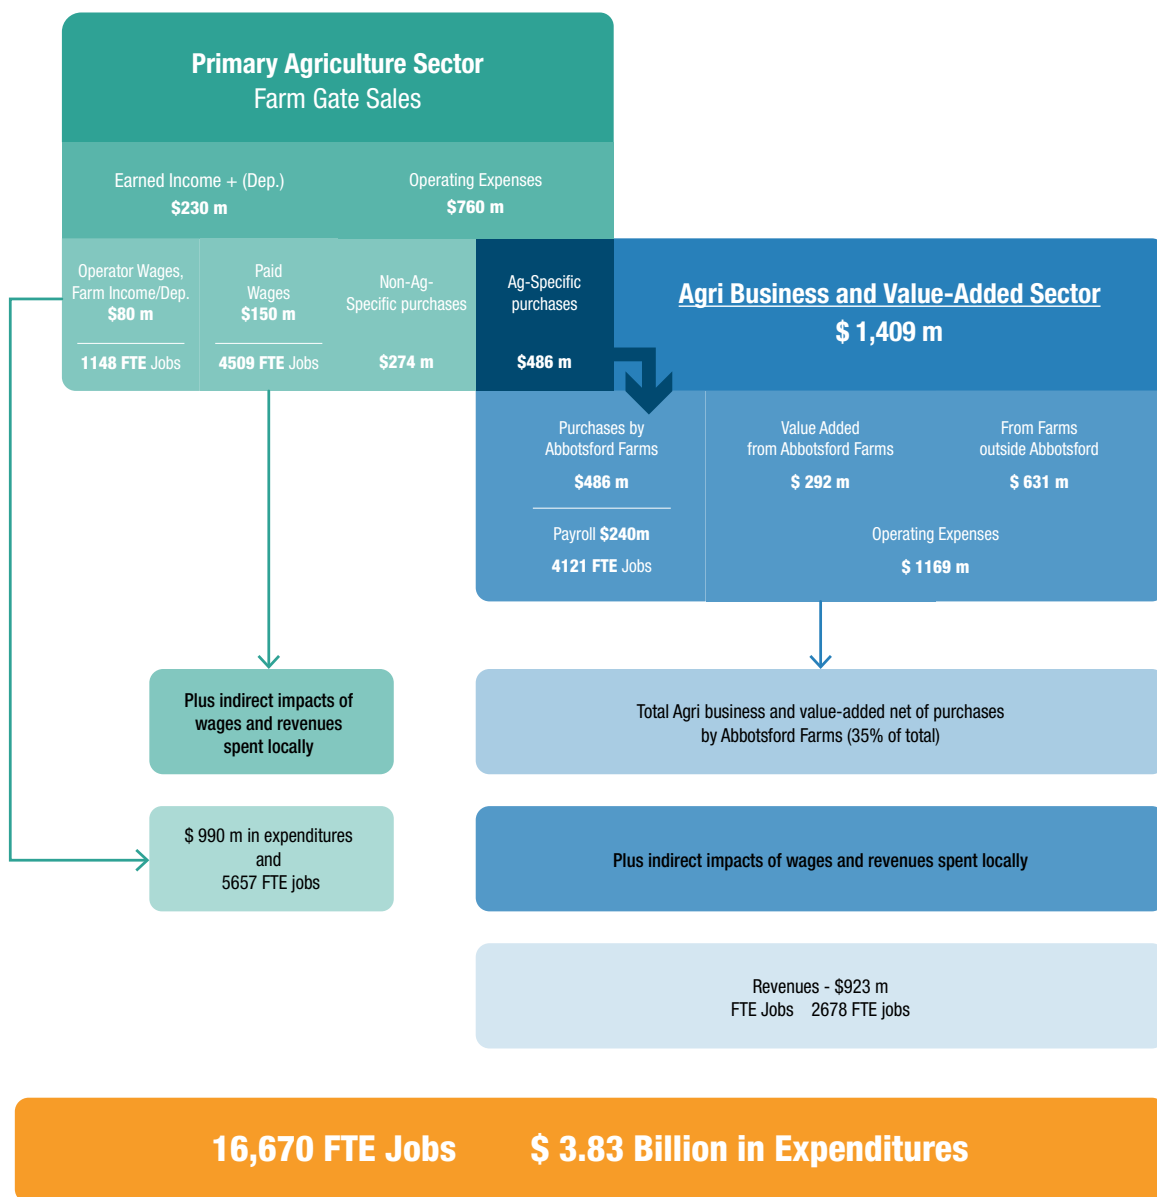 Primary Agriculture Sector
Farm Gate Sales
Earned Income + (Dep.)
$230 m
Operating Expenses
$760 m
Operator Wages,
Farm Income/Dep.
$80 m
1148 FTE Jobs
Paid
Wages
$150 m
4509 FTE Jobs
Non-Ag-
Specific purchases
$274 m
Ag-Specific
purchases
$486 m
Agri Business and Value-Added Sector
$ 1,409 m
Purchases by
Abbotsford Farms
$486 m
Payroll $240m
4121 FTE Jobs
Value Added
from Abbotsford Farms
$ 292 m
From Farms
outside Abbotsford
$ 631 m
Operating Expenses
$ 1169 m
Plus indirect impacts of
wages and revenues
spent locally
Total Agri business and value-added net of purchases
by Abbotsford Farms (35% of total)
$ 990 m in expenditures
and
5657 FTE jobs
Plus indirect impacts of wages and revenues spent locally
Revenues - $923 m
FTE Jobs 2678 FTE jobs
16,670 FTE Jobs $ 3.83 Billion in Expenditures